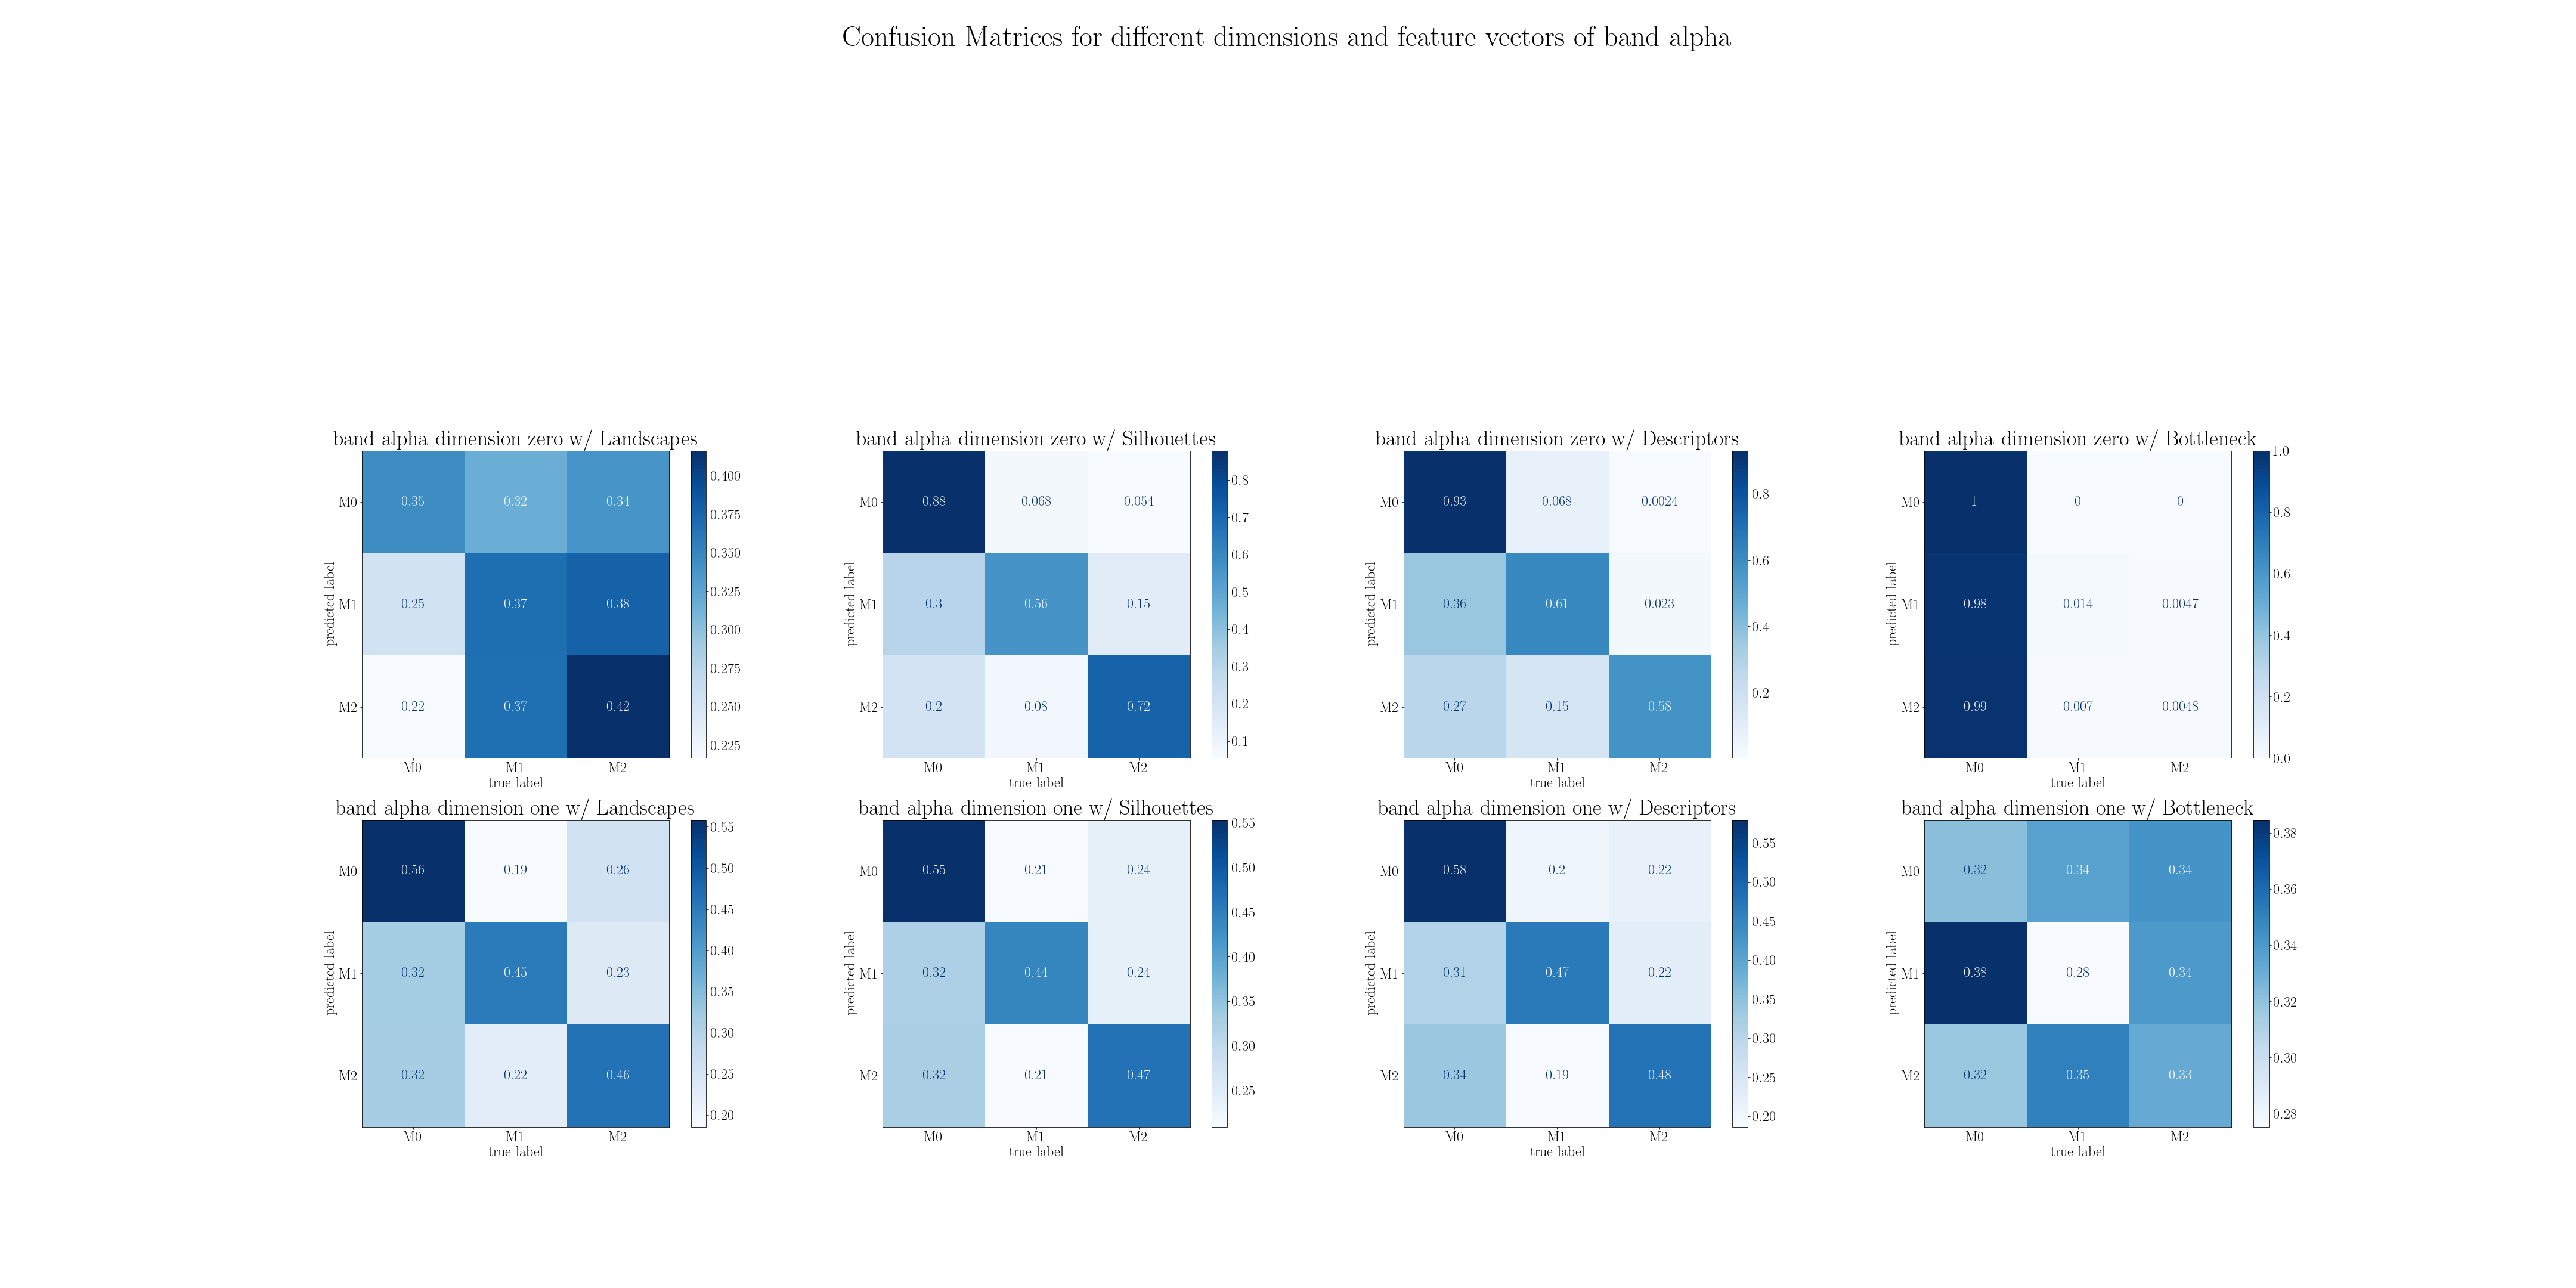 Confusion Matrices for different dimensions and feature vectors of band alpha
band alpha dimension zero w/ Landscapes
predicted label
M0 0.35 0.32 0.34
M1 0.25 0.37 0.38
M2 0.22 0.37 0.42
M0 M1 M2
true label
0.400
0.375
0.350
0.325
0.300
0.275
0.250
0.225
band alpha dimension zero w/ Silhouettes
predicted label
M0 0.88 0.068 0.054
M1 0.3 0.56 0.15
M2 0.2 0.08 0.72
M0 M1 M2
true label
0.8
0.7
0.6
0.5
0.4
0.3
0.2
0.1
band alpha dimension zero w/ Descriptors
predicted label
M0 0.93 0.068 0.0024
M1 0.36 0.61 0.023
M2 0.27 0.15 0.58
M0 M1 M2
true label
0.8
0.6
0.4
0.2
band alpha dimension zero w/ Bottleneck
predicted label
M0 1 0 0
M1 0.98 0.014 0.0047
M2 0.99 0.007 0.0048
M0 M1 M2
true label
1.0
0.8
0.6
0.4
0.2
0.0
band alpha dimension one w/ Landscapes
predicted label
M0 0.56 0.19 0.26
M1 0.32 0.45 0.23
M2 0.32 0.22 0.46
M0 M1 M2
true label
0.55
0.50
0.45
0.40
0.35
0.30
0.25
0.20
band alpha dimension one w/ Silhouettes
predicted label
M0 0.55 0.21 0.24
M1 0.32 0.44 0.24
M2 0.32 0.21 0.47
M0 M1 M2
true label
0.55
0.50
0.45
0.40
0.35
0.30
0.25
band alpha dimension one w/ Descriptors
predicted label
M0 0.58 0.2 0.22
M1 0.31 0.47 0.22
M2 0.34 0.19 0.48
M0 M1 M2
true label
0.55
0.50
0.45
0.40
0.35
0.30
0.25
0.20
band alpha dimension one w/ Bottleneck
predicted label
M0 0.32 0.34 0.34
M1 0.38 0.28 0.34
M2 0.32 0.35 0.33
M0 M1 M2
true label
0.38
0.36
0.34
0.32
0.30
0.28